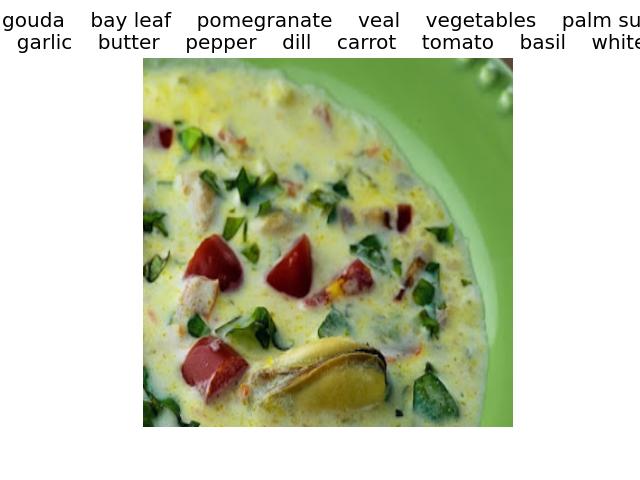 gouda bay leaf pomegranate veal vegetables palm su
garlic butter pepper dill carrot tomato basil white